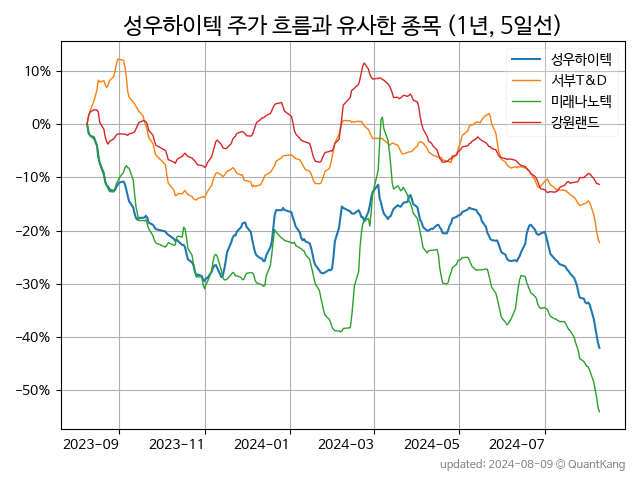 성우하이텍 주가 흐름과 유사한 종목 (1년, 5일선)
성우하이텍
서부T&D
미래나노텍
강원랜드
10%
0%
−10%
−20%
−30%
−40%
−50%
2023-09 2023-11 2024-01 2024-03 2024-05 2024-07
updated: 2024-08-09 © QuantKang